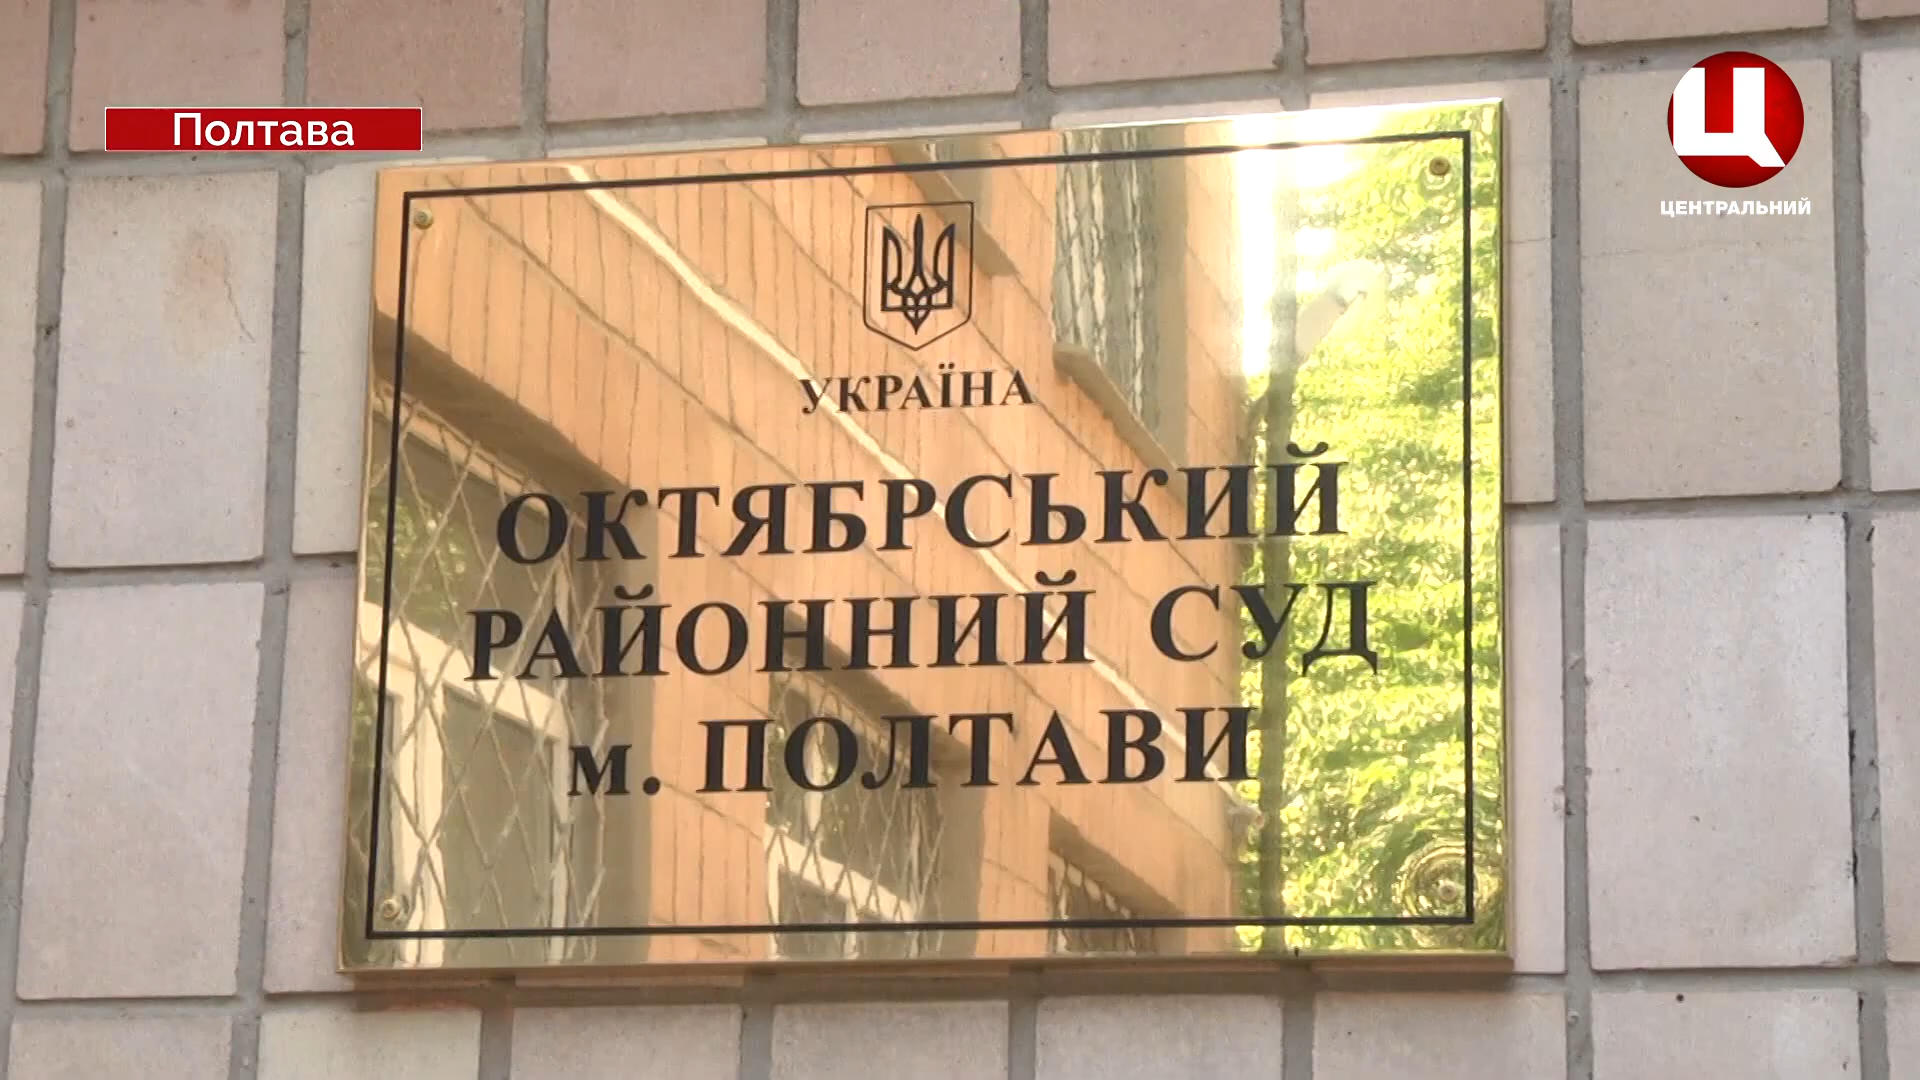 Полтава
Ц
ЦЕНТРАЛЬНИЙ
УКРАЇНА
ОКТЯБРСЬКИЙ
РАЙОННИЙ СУД
м. ПОЛТАВИ